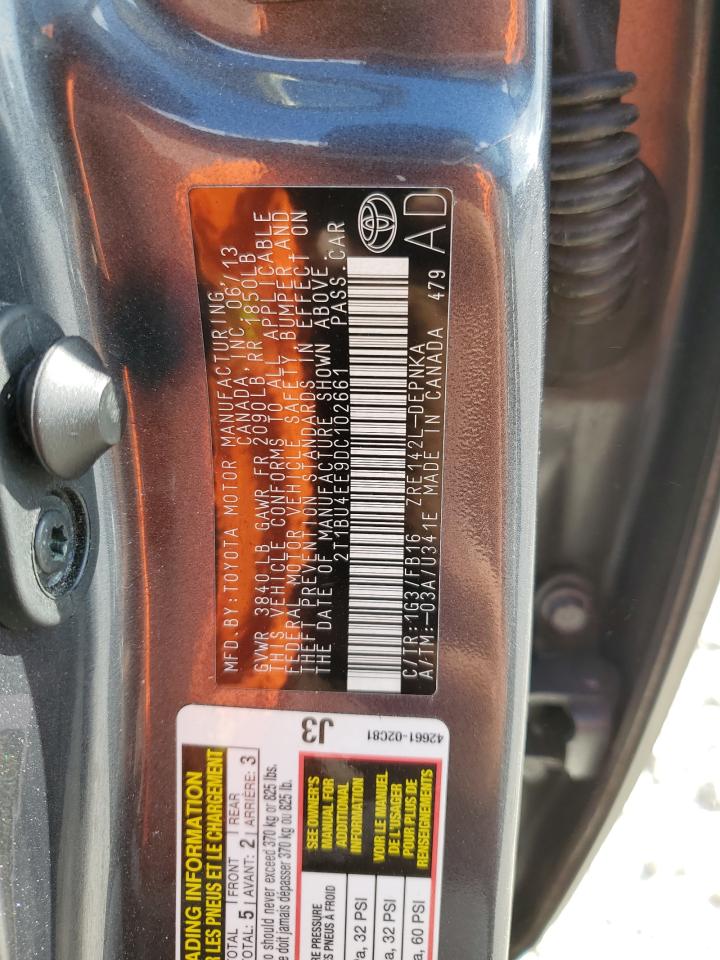 MFD. BY: TOYOTA MOTOR MANUFACTURING
CANADA, INC. 06/13
GVWR 3840LB GAWR FR 2090LB, RR 1850LB
THIS VEHICLE CONFORMS TO ALL APPLICABLE
FEDERAL MOTOR VEHICLE SAFETY, BUMPER, AND
THEFT PREVENTION STANDARDS IN EFFECT ON
THE DATE OF MANUFACTURE SHOWN ABOVE.
2T1BU4EE9DC102661 PASS. CAR
C/TR:1G3/FB16 ZRE142L-DEPNKA
A/TM:-03A/U341E MADE IN CANADA 479
AD
J3
42661-02C81
ADING INFORMATION
R LES PNEUS ET LE CHARGEMENT
TOTAL FRONT REAR
TOTAL: 5 AVANT: 2 ARRIÈRE: 3
o should never exceed 370 kg or 825 lbs.
e doit jamais dépasser 370 kg ou 825 lb.
SEE OWNER'S
MANUAL FOR
ADDITIONAL
INFORMATION
VOIR LE MANUEL
DE L'USAGER
POUR PLUS DE
RENSEIGNEMENTS
RE PRESSURE
ES PNEUS À FROID
a, 32 PSI
a, 32 PSI
a, 60 PSI